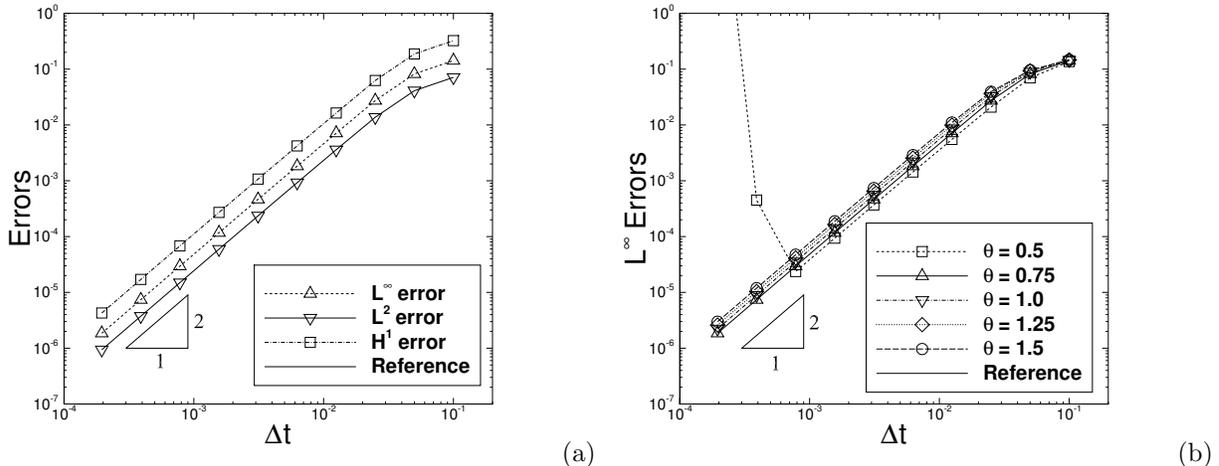 10^0
10^-1
10^-2
10^-3
10^-4
10^-5
10^-6
10^-7
Errors
L^∞ error
L^2 error
H^1 error
Reference
2
1
10^-4
10^-3
10^-2
10^-1
Δt
(a)
10^0
10^-1
10^-2
10^-3
10^-4
10^-5
10^-6
10^-7
L^∞ Errors
θ = 0.5
θ = 0.75
θ = 1.0
θ = 1.25
θ = 1.5
Reference
2
1
10^-4
10^-3
10^-2
10^-1
Δt
(b)